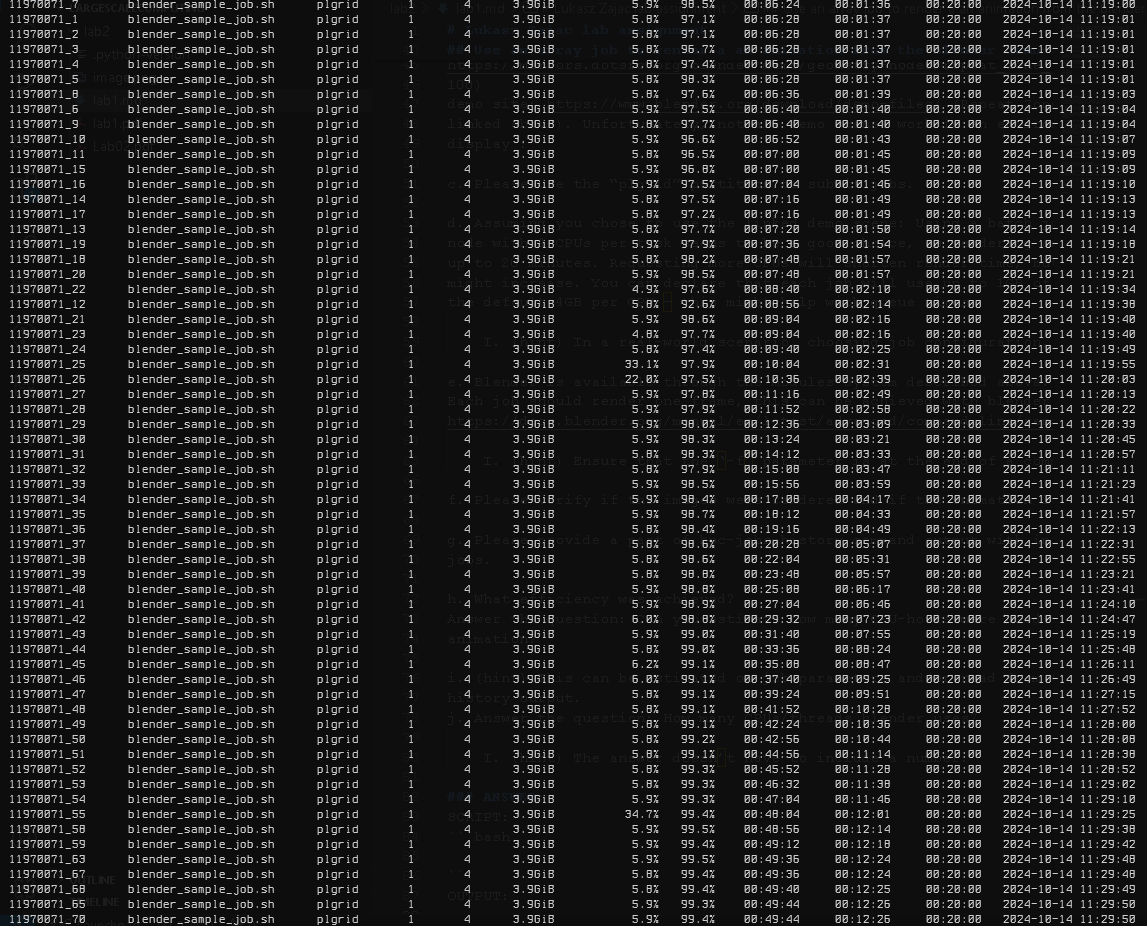 11970071_7 blender_sample_job.sh plgrid 1 4 3.9GiB 5.9% 98.5% 00:06:24 00:01:36 00:20:00 2024-10-14 11:19:00
11970071_1 blender_sample_job.sh plgrid 1 4 3.9GiB 5.8% 97.1% 00:06:28 00:01:37 00:20:00 2024-10-14 11:19:01
11970071_2 blender_sample_job.sh plgrid 1 4 3.9GiB 5.9% 97.1% 00:06:28 00:01:37 00:20:00 2024-10-14 11:19:01
11970071_3 blender_sample_job.sh plgrid 1 4 3.9GiB 5.8% 96.7% 00:06:28 00:01:37 00:20:00 2024-10-14 11:19:01
11970071_4 blender_sample_job.sh plgrid 1 4 3.9GiB 5.8% 97.4% 00:06:28 00:01:37 00:20:00 2024-10-14 11:19:01
11970071_5 blender_sample_job.sh plgrid 1 4 3.9GiB 5.8% 98.3% 00:06:28 00:01:37 00:20:00 2024-10-14 11:19:01
11970071_8 blender_sample_job.sh plgrid 1 4 3.9GiB 5.8% 97.6% 00:06:36 00:01:39 00:20:00 2024-10-14 11:19:03
11970071_6 blender_sample_job.sh plgrid 1 4 3.9GiB 5.9% 97.5% 00:06:40 00:01:40 00:20:00 2024-10-14 11:19:04
11970071_9 blender_sample_job.sh plgrid 1 4 3.9GiB 5.8% 97.7% 00:06:40 00:01:40 00:20:00 2024-10-14 11:19:04
11970071_10 blender_sample_job.sh plgrid 1 4 3.9GiB 5.9% 96.6% 00:06:52 00:01:43 00:20:00 2024-10-14 11:19:07
11970071_11 blender_sample_job.sh plgrid 1 4 3.9GiB 5.8% 96.5% 00:07:00 00:01:45 00:20:00 2024-10-14 11:19:09
11970071_15 blender_sample_job.sh plgrid 1 4 3.9GiB 5.9% 96.8% 00:07:00 00:01:45 00:20:00 2024-10-14 11:19:09
11970071_16 blender_sample_job.sh plgrid 1 4 3.9GiB 5.9% 97.5% 00:07:04 00:01:46 00:20:00 2024-10-14 11:19:10
11970071_14 blender_sample_job.sh plgrid 1 4 3.9GiB 5.8% 97.5% 00:07:16 00:01:49 00:20:00 2024-10-14 11:19:13
11970071_17 blender_sample_job.sh plgrid 1 4 3.9GiB 5.8% 97.2% 00:07:16 00:01:49 00:20:00 2024-10-14 11:19:13
11970071_13 blender_sample_job.sh plgrid 1 4 3.9GiB 5.8% 97.7% 00:07:20 00:01:50 00:20:00 2024-10-14 11:19:14
11970071_19 blender_sample_job.sh plgrid 1 4 3.9GiB 5.9% 97.9% 00:07:36 00:01:54 00:20:00 2024-10-14 11:19:18
11970071_18 blender_sample_job.sh plgrid 1 4 3.9GiB 5.8% 98.2% 00:07:48 00:01:57 00:20:00 2024-10-14 11:19:21
11970071_20 blender_sample_job.sh plgrid 1 4 3.9GiB 5.9% 98.5% 00:07:48 00:01:57 00:20:00 2024-10-14 11:19:21
11970071_22 blender_sample_job.sh plgrid 1 4 3.9GiB 4.9% 97.6% 00:08:40 00:02:10 00:20:00 2024-10-14 11:19:34
11970071_12 blender_sample_job.sh plgrid 1 4 3.9GiB 5.8% 92.6% 00:08:56 00:02:14 00:20:00 2024-10-14 11:19:38
11970071_21 blender_sample_job.sh plgrid 1 4 3.9GiB 5.9% 98.6% 00:09:04 00:02:16 00:20:00 2024-10-14 11:19:40
11970071_23 blender_sample_job.sh plgrid 1 4 3.9GiB 4.8% 97.7% 00:09:04 00:02:16 00:20:00 2024-10-14 11:19:40
11970071_24 blender_sample_job.sh plgrid 1 4 3.9GiB 5.8% 97.4% 00:09:40 00:02:25 00:20:00 2024-10-14 11:19:49
11970071_25 blender_sample_job.sh plgrid 1 4 3.9GiB 33.1% 97.9% 00:10:04 00:02:31 00:20:00 2024-10-14 11:19:55
11970071_26 blender_sample_job.sh plgrid 1 4 3.9GiB 22.0% 97.5% 00:10:36 00:02:39 00:20:00 2024-10-14 11:20:03
11970071_27 blender_sample_job.sh plgrid 1 4 3.9GiB 5.9% 97.8% 00:11:16 00:02:49 00:20:00 2024-10-14 11:20:13
11970071_28 blender_sample_job.sh plgrid 1 4 3.9GiB 5.8% 97.9% 00:11:52 00:02:58 00:20:00 2024-10-14 11:20:22
11970071_29 blender_sample_job.sh plgrid 1 4 3.9GiB 5.9% 98.0% 00:12:36 00:03:09 00:20:00 2024-10-14 11:20:33
11970071_30 blender_sample_job.sh plgrid 1 4 3.9GiB 5.8% 98.3% 00:13:24 00:03:21 00:20:00 2024-10-14 11:20:45
11970071_31 blender_sample_job.sh plgrid 1 4 3.9GiB 5.8% 98.3% 00:14:12 00:03:33 00:20:00 2024-10-14 11:20:57
11970071_32 blender_sample_job.sh plgrid 1 4 3.9GiB 5.9% 97.9% 00:15:08 00:03:47 00:20:00 2024-10-14 11:21:11
11970071_33 blender_sample_job.sh plgrid 1 4 3.9GiB 5.9% 98.5% 00:15:56 00:03:59 00:20:00 2024-10-14 11:21:23
11970071_34 blender_sample_job.sh plgrid 1 4 3.9GiB 5.9% 98.4% 00:17:08 00:04:17 00:20:00 2024-10-14 11:21:41
11970071_35 blender_sample_job.sh plgrid 1 4 3.9GiB 5.9% 98.7% 00:18:12 00:04:33 00:20:00 2024-10-14 11:21:57
11970071_36 blender_sample_job.sh plgrid 1 4 3.9GiB 5.8% 98.4% 00:19:16 00:04:49 00:20:00 2024-10-14 11:22:13
11970071_37 blender_sample_job.sh plgrid 1 4 3.9GiB 5.8% 98.6% 00:20:28 00:05:07 00:20:00 2024-10-14 11:22:31
11970071_38 blender_sample_job.sh plgrid 1 4 3.9GiB 5.9% 98.6% 00:22:04 00:05:31 00:20:00 2024-10-14 11:22:55
11970071_39 blender_sample_job.sh plgrid 1 4 3.9GiB 5.8% 98.8% 00:23:48 00:05:57 00:20:00 2024-10-14 11:23:21
11970071_40 blender_sample_job.sh plgrid 1 4 3.9GiB 5.9% 98.8% 00:25:08 00:06:17 00:20:00 2024-10-14 11:23:41
11970071_41 blender_sample_job.sh plgrid 1 4 3.9GiB 5.9% 98.9% 00:27:04 00:06:46 00:20:00 2024-10-14 11:24:10
11970071_42 blender_sample_job.sh plgrid 1 4 3.9GiB 6.0% 98.8% 00:29:32 00:07:23 00:20:00 2024-10-14 11:24:47
11970071_43 blender_sample_job.sh plgrid 1 4 3.9GiB 5.9% 99.0% 00:31:40 00:07:55 00:20:00 2024-10-14 11:25:19
11970071_44 blender_sample_job.sh plgrid 1 4 3.9GiB 5.8% 99.0% 00:33:36 00:08:24 00:20:00 2024-10-14 11:25:48
11970071_45 blender_sample_job.sh plgrid 1 4 3.9GiB 6.2% 99.1% 00:35:08 00:08:47 00:20:00 2024-10-14 11:26:11
11970071_46 blender_sample_job.sh plgrid 1 4 3.9GiB 6.0% 99.1% 00:37:40 00:09:25 00:20:00 2024-10-14 11:26:49
11970071_47 blender_sample_job.sh plgrid 1 4 3.9GiB 5.8% 99.1% 00:39:24 00:09:51 00:20:00 2024-10-14 11:27:15
11970071_48 blender_sample_job.sh plgrid 1 4 3.9GiB 5.8% 99.1% 00:41:52 00:10:28 00:20:00 2024-10-14 11:27:52
11970071_49 blender_sample_job.sh plgrid 1 4 3.9GiB 5.8% 99.1% 00:42:24 00:10:36 00:20:00 2024-10-14 11:28:00
11970071_50 blender_sample_job.sh plgrid 1 4 3.9GiB 5.8% 99.2% 00:42:56 00:10:44 00:20:00 2024-10-14 11:28:08
11970071_51 blender_sample_job.sh plgrid 1 4 3.9GiB 5.8% 99.1% 00:44:56 00:11:14 00:20:00 2024-10-14 11:28:38
11970071_52 blender_sample_job.sh plgrid 1 4 3.9GiB 5.8% 99.3% 00:45:52 00:11:28 00:20:00 2024-10-14 11:28:52
11970071_53 blender_sample_job.sh plgrid 1 4 3.9GiB 5.8% 99.3% 00:46:32 00:11:38 00:20:00 2024-10-14 11:29:02
11970071_54 blender_sample_job.sh plgrid 1 4 3.9GiB 5.9% 99.3% 00:47:04 00:11:46 00:20:00 2024-10-14 11:29:10
11970071_55 blender_sample_job.sh plgrid 1 4 3.9GiB 34.7% 99.4% 00:48:04 00:12:01 00:20:00 2024-10-14 11:29:25
11970071_58 blender_sample_job.sh plgrid 1 4 3.9GiB 5.9% 99.5% 00:48:56 00:12:14 00:20:00 2024-10-14 11:29:38
11970071_59 blender_sample_job.sh plgrid 1 4 3.9GiB 5.8% 99.4% 00:49:12 00:12:18 00:20:00 2024-10-14 11:29:42
11970071_63 blender_sample_job.sh plgrid 1 4 3.9GiB 5.9% 99.5% 00:49:36 00:12:24 00:20:00 2024-10-14 11:29:48
11970071_67 blender_sample_job.sh plgrid 1 4 3.9GiB 5.8% 99.4% 00:49:36 00:12:24 00:20:00 2024-10-14 11:29:48
11970071_68 blender_sample_job.sh plgrid 1 4 3.9GiB 5.8% 99.4% 00:49:40 00:12:25 00:20:00 2024-10-14 11:29:49
11970071_65 blender_sample_job.sh plgrid 1 4 3.9GiB 5.9% 99.4% 00:49:44 00:12:26 00:20:00 2024-10-14 11:29:50
11970071_70 blender_sample_job.sh plgrid 1 4 3.9GiB 5.9% 99.4% 00:49:44 00:12:26 00:20:00 2024-10-14 11:29:50